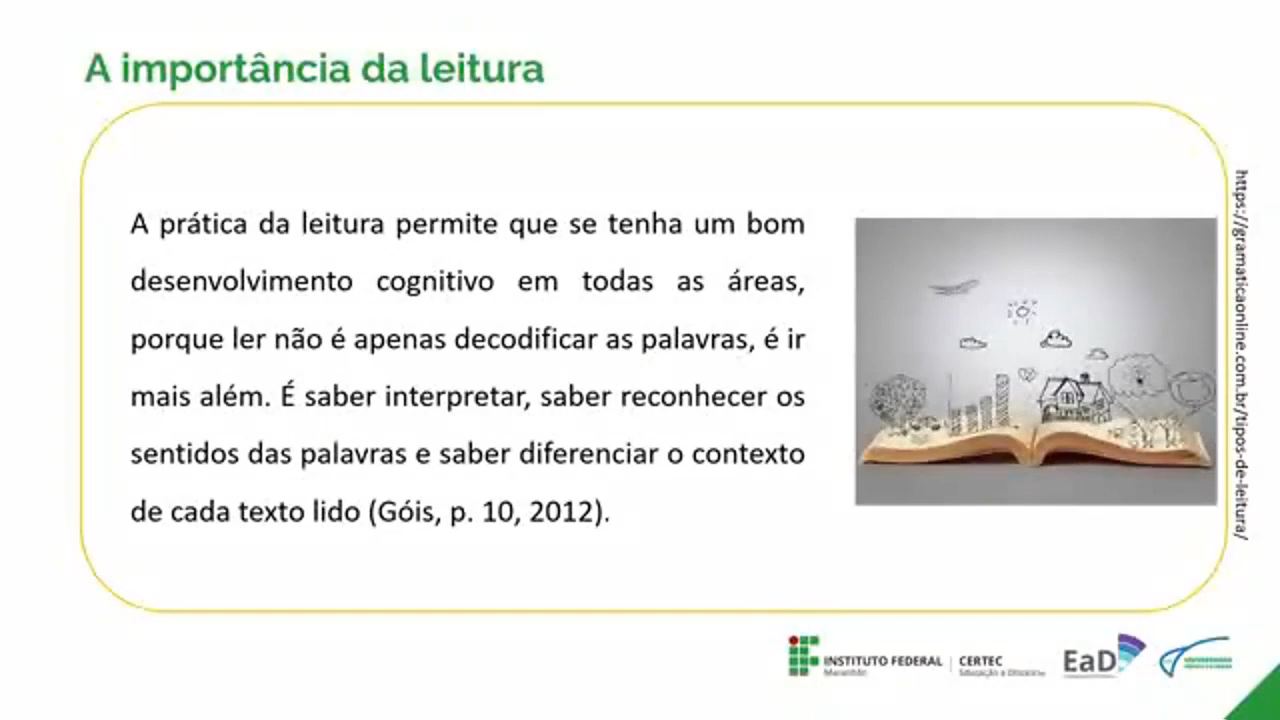 A importância da leitura
A prática da leitura permite que se tenha um bom
desenvolvimento cognitivo em todas as áreas,
porque ler não é apenas decodificar as palavras, é ir
mais além. É saber interpretar, saber reconhecer os
sentidos das palavras e saber diferenciar o contexto
de cada texto lido (Góis, p. 10, 2012).
https://gramaticaonline.com.br/tipos-de-leitura/
INSTITUTO FEDERAL
Maranhão
CERTEC
Educação a Distância
EaD